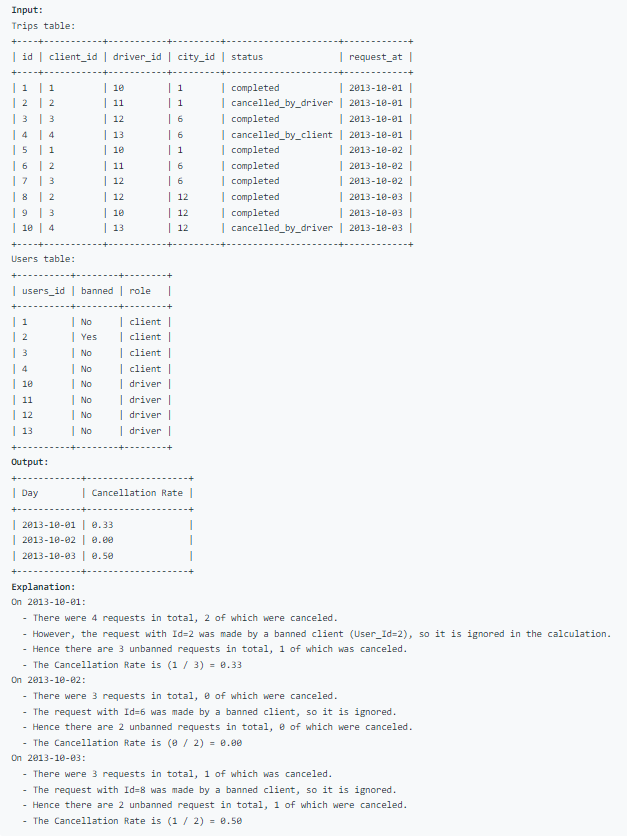 Input:
Trips table:
+----+-----------+-----------+---------+---------------------+------------+
| id | client_id | driver_id | city_id | status              | request_at |
+----+-----------+-----------+---------+---------------------+------------+
| 1  | 1         | 10        | 1       | completed           | 2013-10-01 |
| 2  | 2         | 11        | 1       | cancelled_by_driver | 2013-10-01 |
| 3  | 3         | 12        | 6       | completed           | 2013-10-01 |
| 4  | 4         | 13        | 6       | cancelled_by_client | 2013-10-01 |
| 5  | 1         | 10        | 1       | completed           | 2013-10-02 |
| 6  | 2         | 11        | 6       | completed           | 2013-10-02 |
| 7  | 3         | 12        | 6       | completed           | 2013-10-02 |
| 8  | 2         | 12        | 12      | completed           | 2013-10-03 |
| 9  | 3         | 10        | 12      | completed           | 2013-10-03 |
| 10 | 4         | 13        | 12      | cancelled_by_driver | 2013-10-03 |
+----+-----------+-----------+---------+---------------------+------------+
Users table:
+----------+--------+--------+
| users_id | banned | role   |
+----------+--------+--------+
| 1        | No     | client |
| 2        | Yes    | client |
| 3        | No     | client |
| 4        | No     | client |
| 10       | No     | driver |
| 11       | No     | driver |
| 12       | No     | driver |
| 13       | No     | driver |
+----------+--------+--------+
Output:
+------------+-------------------+
| Day        | Cancellation Rate |
+------------+-------------------+
| 2013-10-01 | 0.33              |
| 2013-10-02 | 0.00              |
| 2013-10-03 | 0.50              |
+------------+-------------------+
Explanation:
On 2013-10-01:
  - There were 4 requests in total, 2 of which were canceled.
  - However, the request with Id=2 was made by a banned client (User_Id=2), so it is ignored in the calculation.
  - Hence there are 3 unbanned requests in total, 1 of which was canceled.
  - The Cancellation Rate is (1 / 3) = 0.33
On 2013-10-02:
  - There were 3 requests in total, 0 of which were canceled.
  - The request with Id=6 was made by a banned client, so it is ignored.
  - Hence there are 2 unbanned requests in total, 0 of which were canceled.
  - The Cancellation Rate is (0 / 2) = 0.00
On 2013-10-03:
  - There were 3 requests in total, 1 of which was canceled.
  - The request with Id=8 was made by a banned client, so it is ignored.
  - Hence there are 2 unbanned request in total, 1 of which were canceled.
  - The Cancellation Rate is (1 / 2) = 0.50